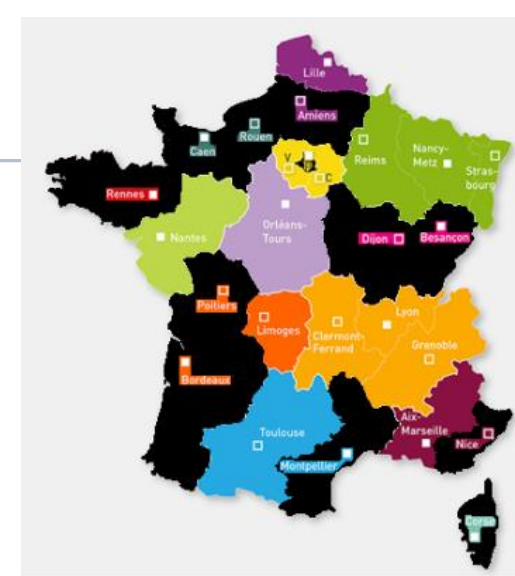 Lille
Amiens
Rouen
Caen
Reims
Nancy-
Metz
Stras-
bourg
V
P
C
Rennes
Nantes
Orléans-
Tours
Dijon
Besançon
Poitiers
Limoges
Clermont-
Ferrand
Lyon
Grenoble
Bordeaux
Toulouse
Montpellier
Aix-
Marseille
Nice
Corse